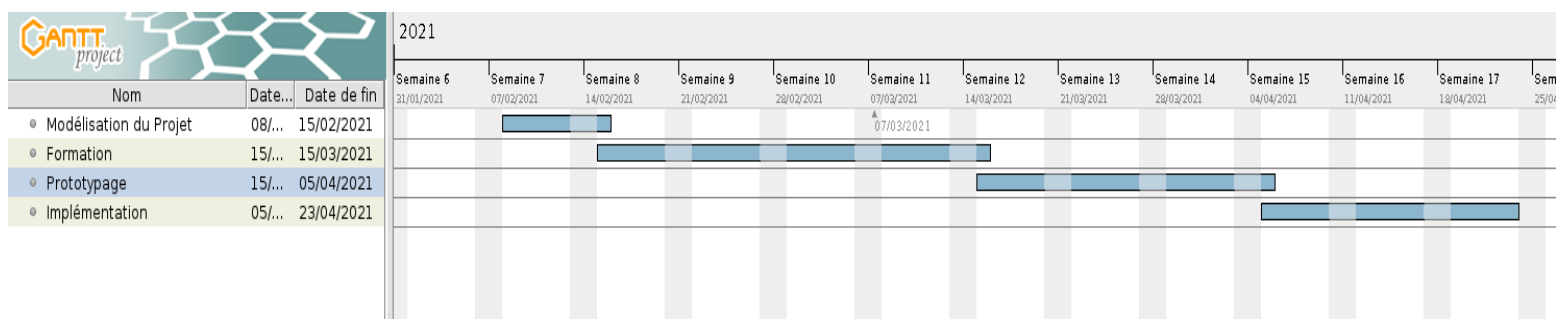 GANTT
project
2021
Semaine 6 Semaine 7 Semaine 8 Semaine 9 Semaine 10 Semaine 11 Semaine 12 Semaine 13 Semaine 14 Semaine 15 Semaine 16 Semaine 17 Sem
31/01/2021 07/02/2021 14/02/2021 21/02/2021 28/02/2021 07/03/2021 14/03/2021 21/03/2021 28/03/2021 04/04/2021 11/04/2021 18/04/2021 25/04
Nom Date... Date de fin
Modélisation du Projet 08/... 15/02/2021
07/03/2021
Formation 15/... 15/03/2021
Prototypage 15/... 05/04/2021
Implémentation 05/... 23/04/2021